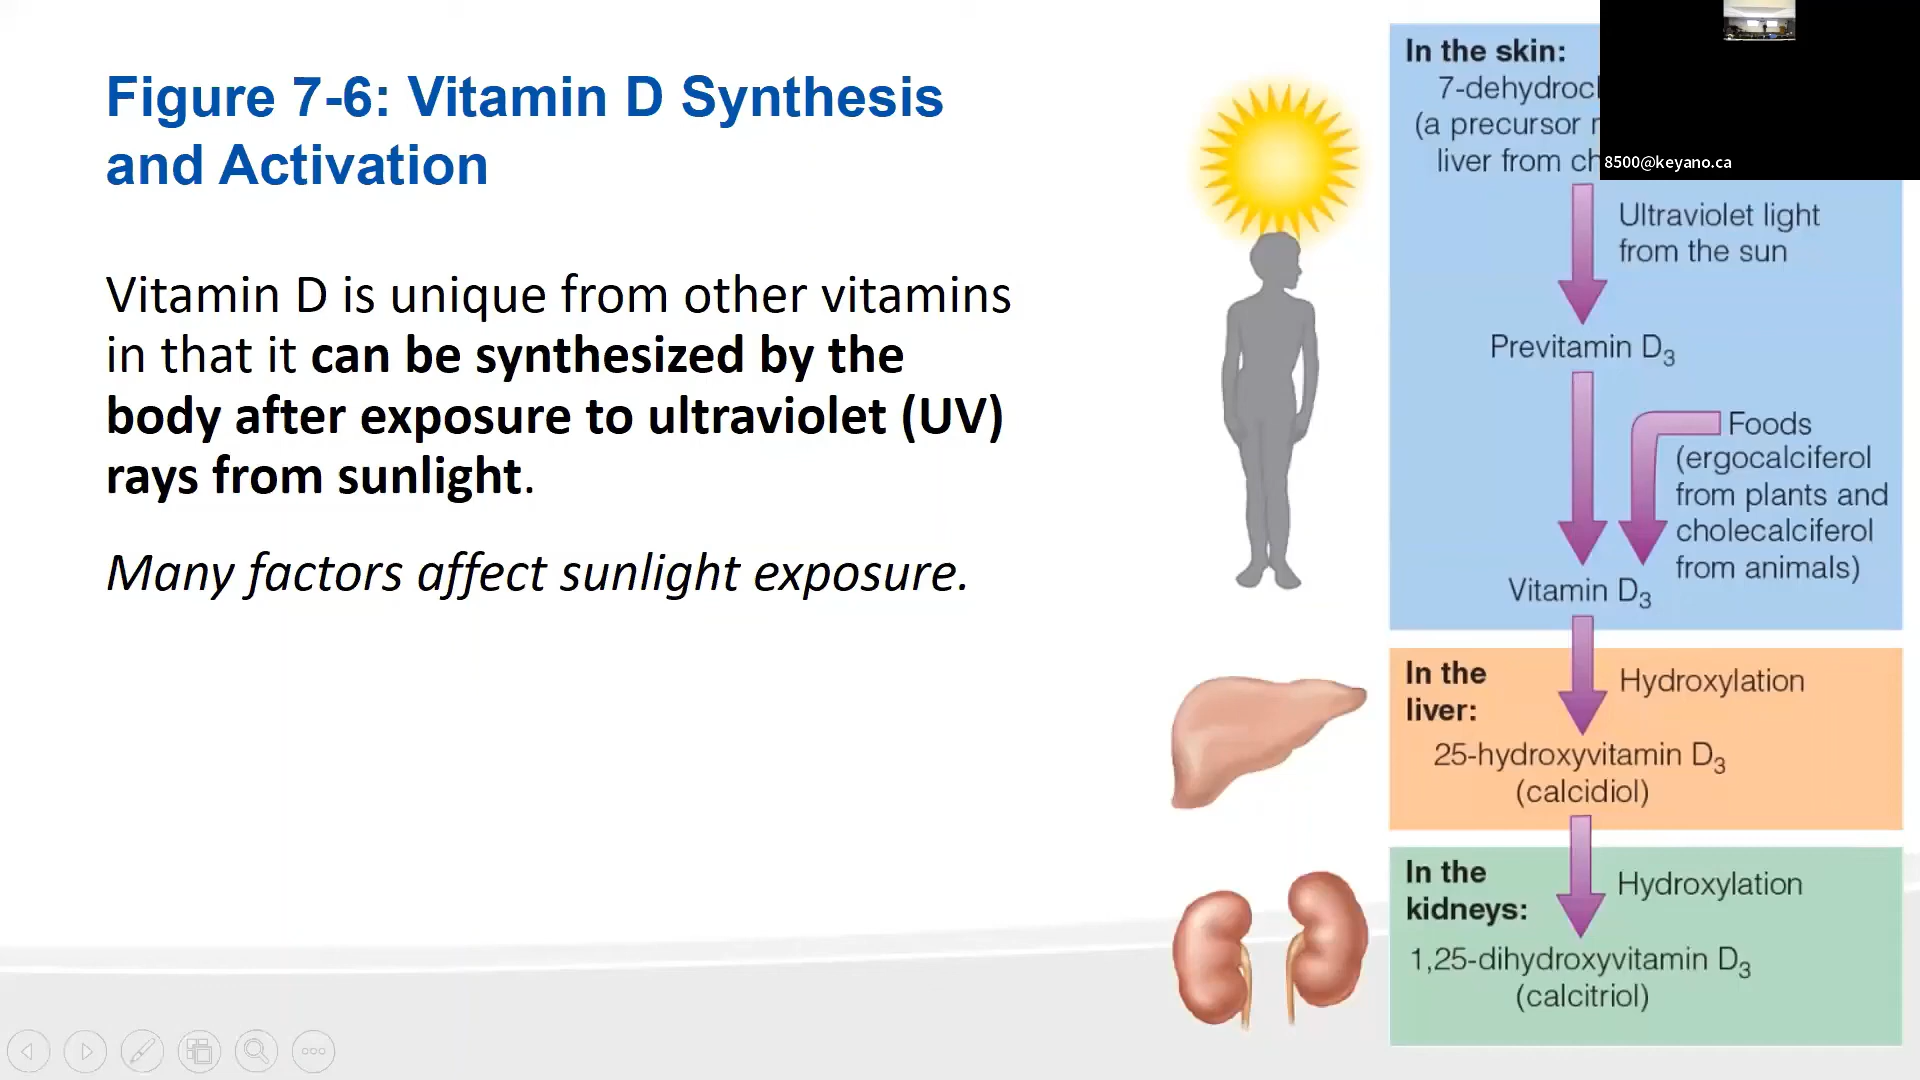 Figure 7-6: Vitamin D Synthesis
and Activation
Vitamin D is unique from other vitamins
in that it can be synthesized by the
body after exposure to ultraviolet (UV)
rays from sunlight.
Many factors affect sunlight exposure.
In the skin:
(a precursor
liver from
8500@keyano.ca
Ultraviolet light
from the sun
Previtamin D3
Foods
(ergocalciferol
from plants and
cholecalciferol
from animals)
Vitamin D3
In the
liver:
Hydroxylation
25-hydroxyvitamin D3
(calcidiol)
In the
kidneys:
Hydroxylation
1,25-dihydroxyvitamin D3
(calcitriol)